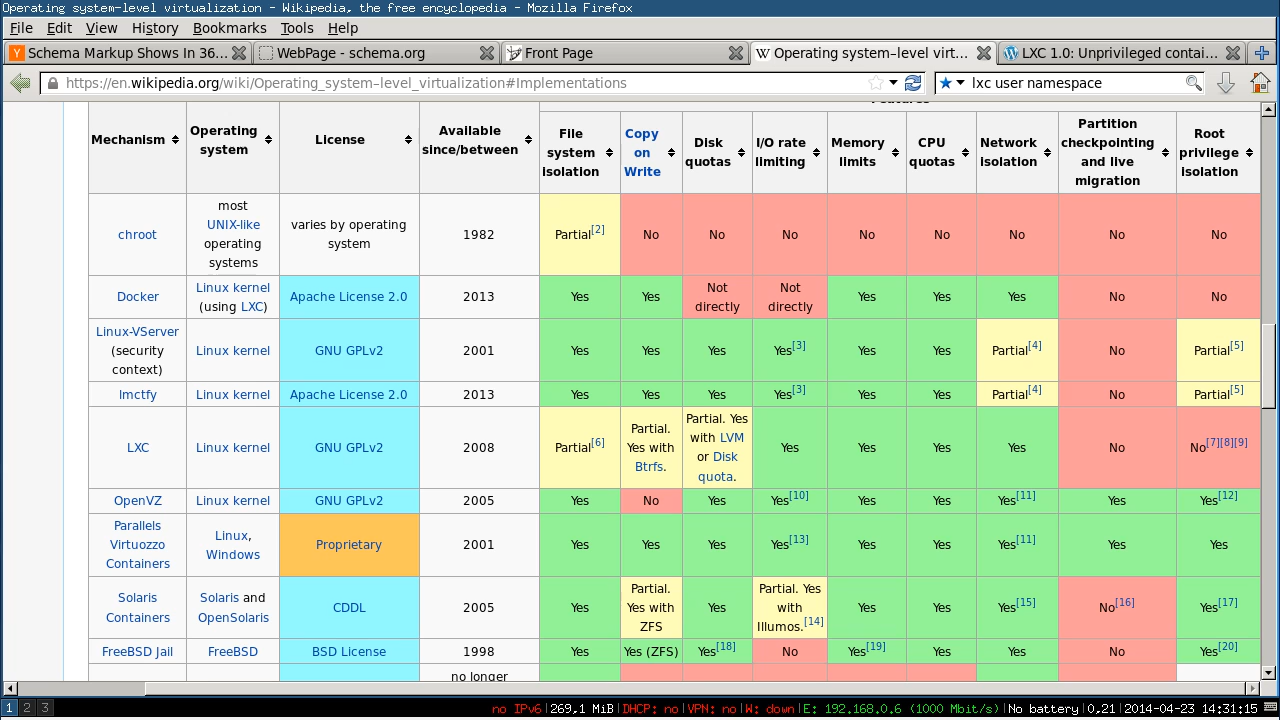 Operating system-level virtualization - Wikipedia, the free encyclopedia - Mozilla Firefox
File Edit View History Bookmarks Tools Help
Schema Markup Shows In 36... WebPage - schema.org Front Page Operating system–level virt... LXC 1.0: Unprivileged contai...
https://en.wikipedia.org/wiki/Operating_system–level_virtualization#Implementations lxc user namespace
Features
Mechanism Operating system License Available since/between File system isolation Copy on Write Disk quotas I/O rate limiting Memory limits CPU quotas Network isolation Partition checkpointing and live migration Root privilege isolation
chroot most UNIX-like operating systems varies by operating system 1982 Partial[2] No No No No No No No No
Docker Linux kernel (using LXC) Apache License 2.0 2013 Yes Yes Not directly Not directly Yes Yes Yes No No
Linux-VServer (security context) Linux kernel GNU GPLv2 2001 Yes Yes Yes Yes[3] Yes Yes Partial[4] No Partial[5]
lmctfy Linux kernel Apache License 2.0 2013 Yes Yes Yes Yes[3] Yes Yes Partial[4] No Partial[5]
LXC Linux kernel GNU GPLv2 2008 Partial[6] Partial. Yes with Btrfs. Partial. Yes with LVM or Disk quota. Yes Yes Yes Yes No No[7][8][9]
OpenVZ Linux kernel GNU GPLv2 2005 Yes No Yes Yes[10] Yes Yes Yes[11] Yes Yes[12]
Parallels Virtuozzo Containers Linux, Windows Proprietary 2001 Yes Yes Yes Yes[13] Yes Yes Yes[11] Yes Yes
Solaris Containers Solaris and OpenSolaris CDDL 2005 Yes Partial. Yes with ZFS Yes Partial. Yes with Illumos.[14] Yes Yes Yes[15] No[16] Yes[17]
FreeBSD Jail FreeBSD BSD License 1998 Yes Yes (ZFS) Yes[18] No Yes[19] Yes Yes No Yes[20]
no longer
1 2 3 no IPv6|269,1 MiB|DHCP: no|VPN: no|W: down|E: 192.168.0.6 (1000 Mbit/s)|No battery|0,21|2014-04-23 14:31:15